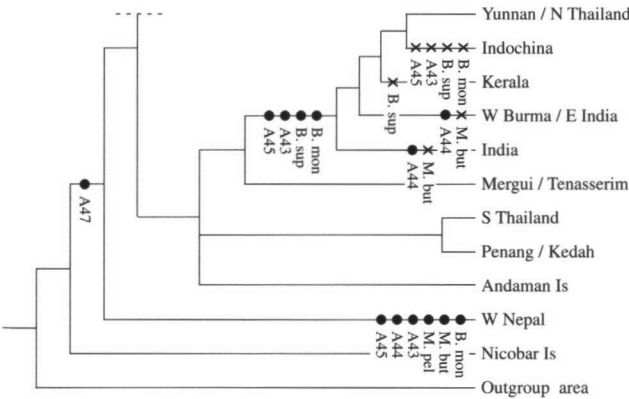 Yunnan / N Thailand
Indochina
A45
A43
B. sup
B. mon
Kerala
B. sup
W Burma / E India
A44
M. but
A45
A43
B. sup
B. mon
India
A44
M. but
Mergui / Tenasserim
A47
S Thailand
Penang / Kedah
Andaman Is
W Nepal
A45
A44
A43
M. pel
M. but
B. mon
Nicobar Is
Outgroup area